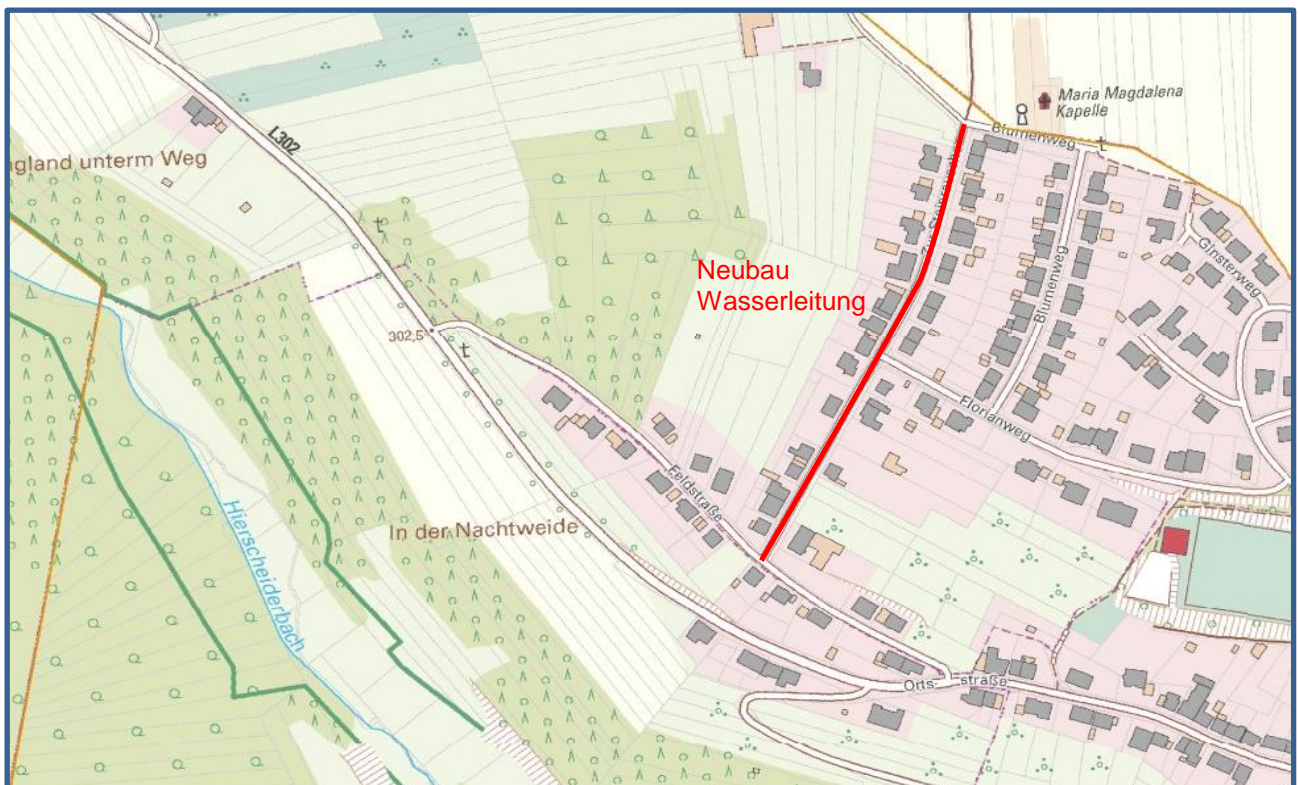 Maria Magdalena
Kapelle
Blumenweg
L302
ngland unterm Weg
Ginsterweg
Neubau
Wasserleitung
Blumenweg
302,5
Florianweg
Feldstraße
In der Nachtweide
Hierscheiderbach
Orts-
straße